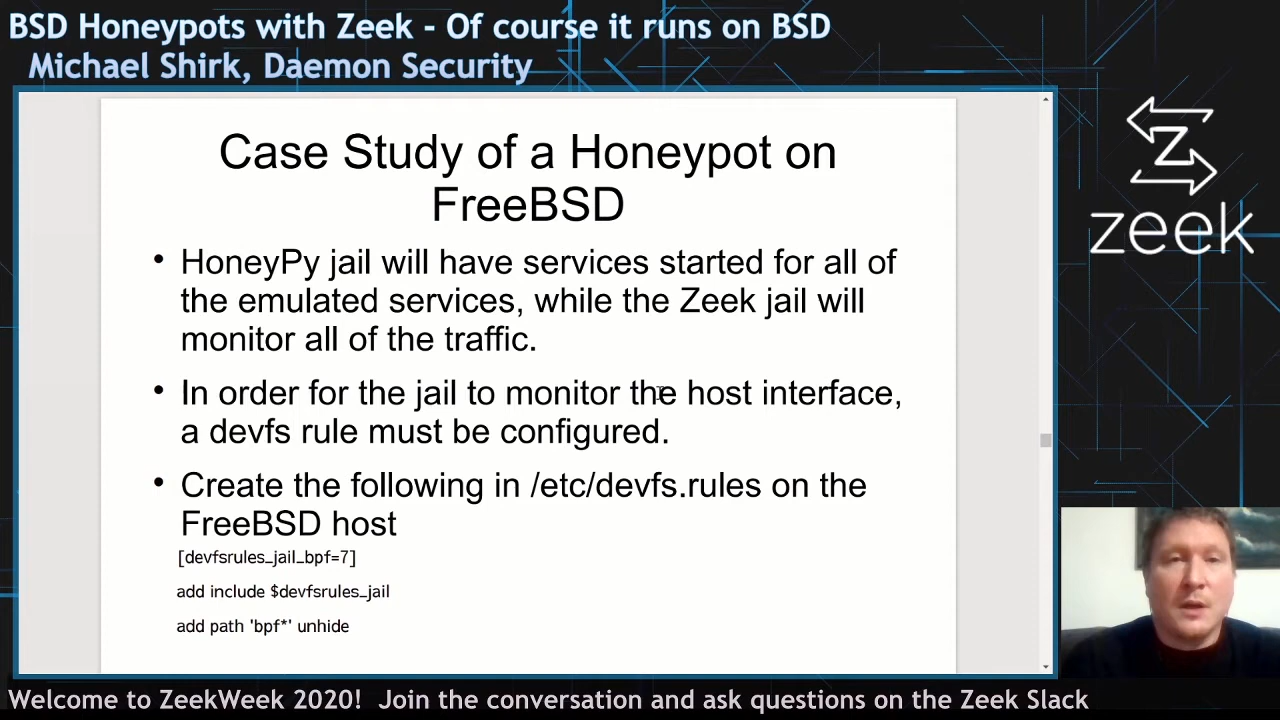 BSD Honeypots with Zeek - Of course it runs on BSD
Michael Shirk, Daemon Security
Case Study of a Honeypot on
FreeBSD
• HoneyPy jail will have services started for all of
the emulated services, while the Zeek jail will
monitor all of the traffic.
• In order for the jail to monitor the host interface,
a devfs rule must be configured.
• Create the following in /etc/devfs.rules on the
FreeBSD host
[devfsrules_jail_bpf=7]
add include $devfsrules_jail
add path 'bpf*' unhide
Z
zeek
Welcome to ZeekWeek 2020! Join the conversation and ask questions on the Zeek Slack